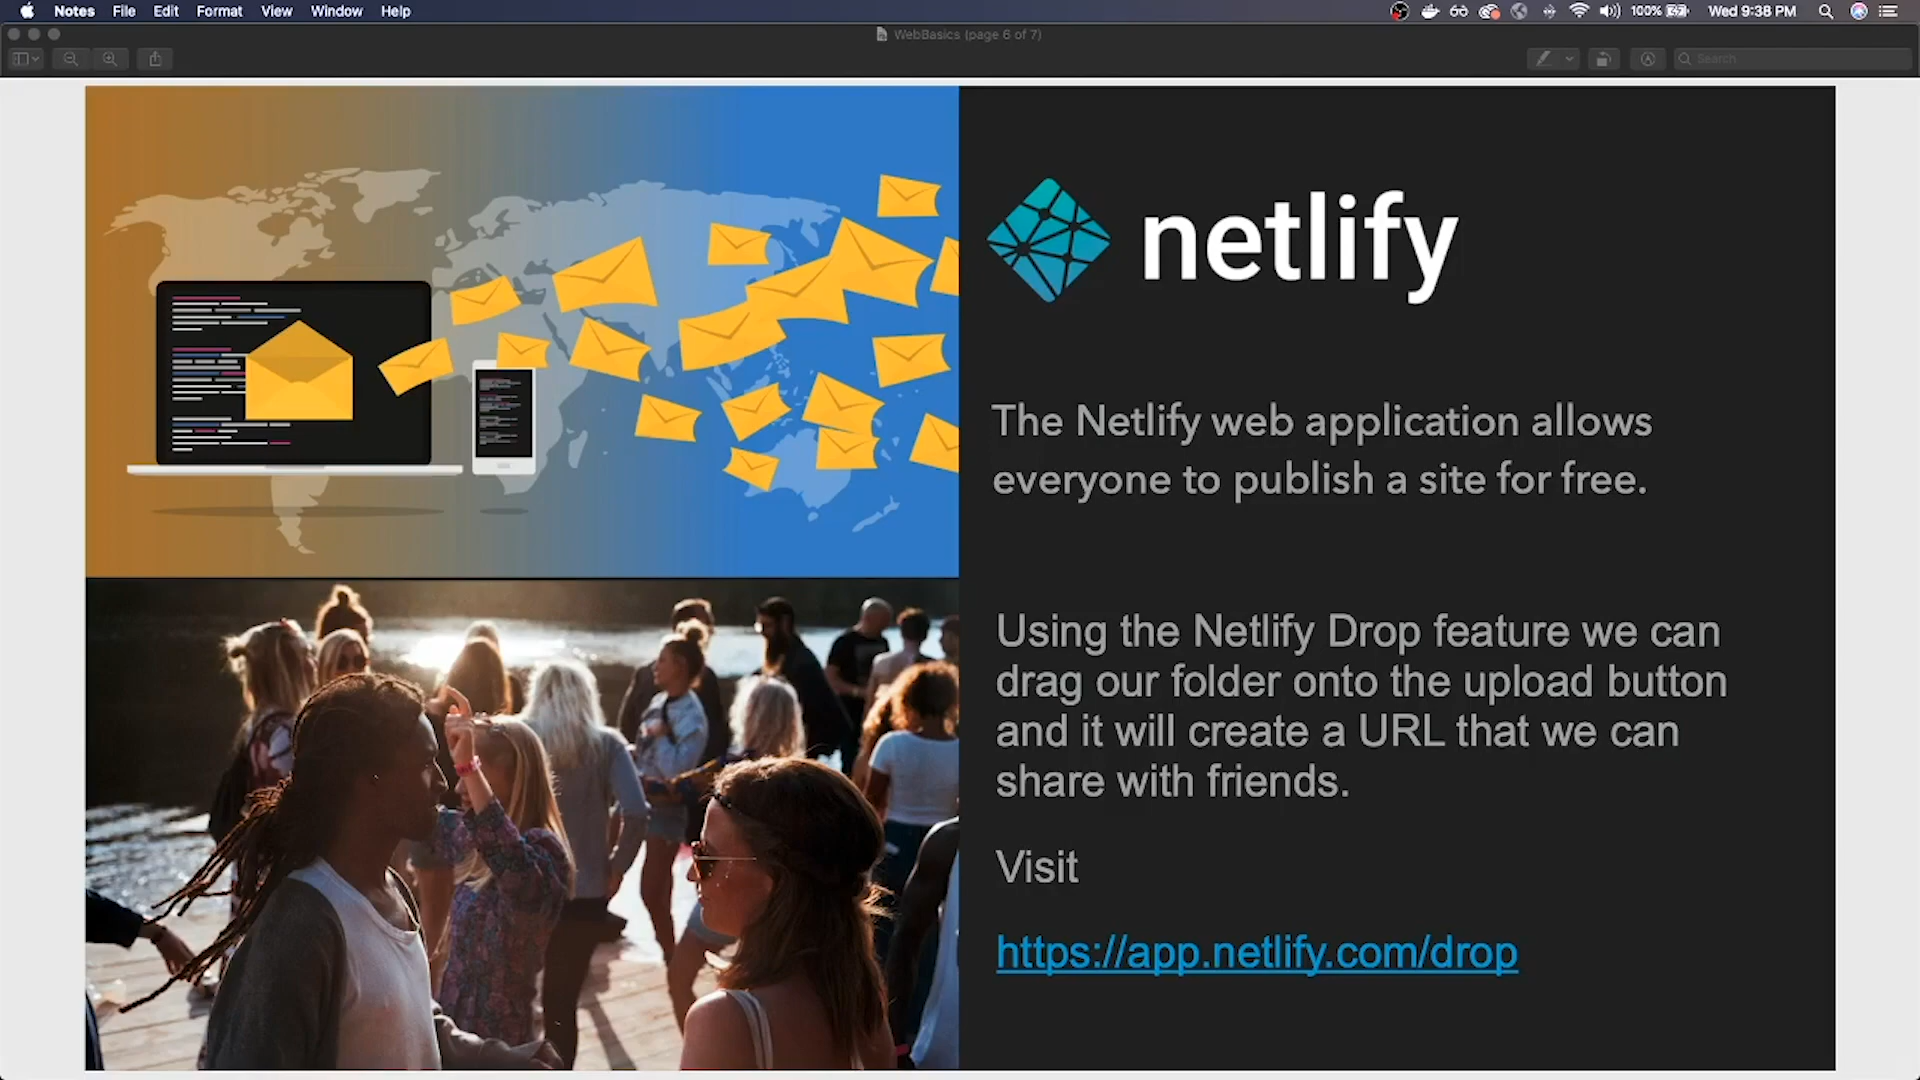 Notes File Edit Format View Window Help 100% Wed 9:38 PM
WebBasics (page 6 of 7)
Search
netlify
The Netlify web application allows
everyone to publish a site for free.
Using the Netlify Drop feature we can
drag our folder onto the upload button
and it will create a URL that we can
share with friends.
Visit
https://app.netlify.com/drop